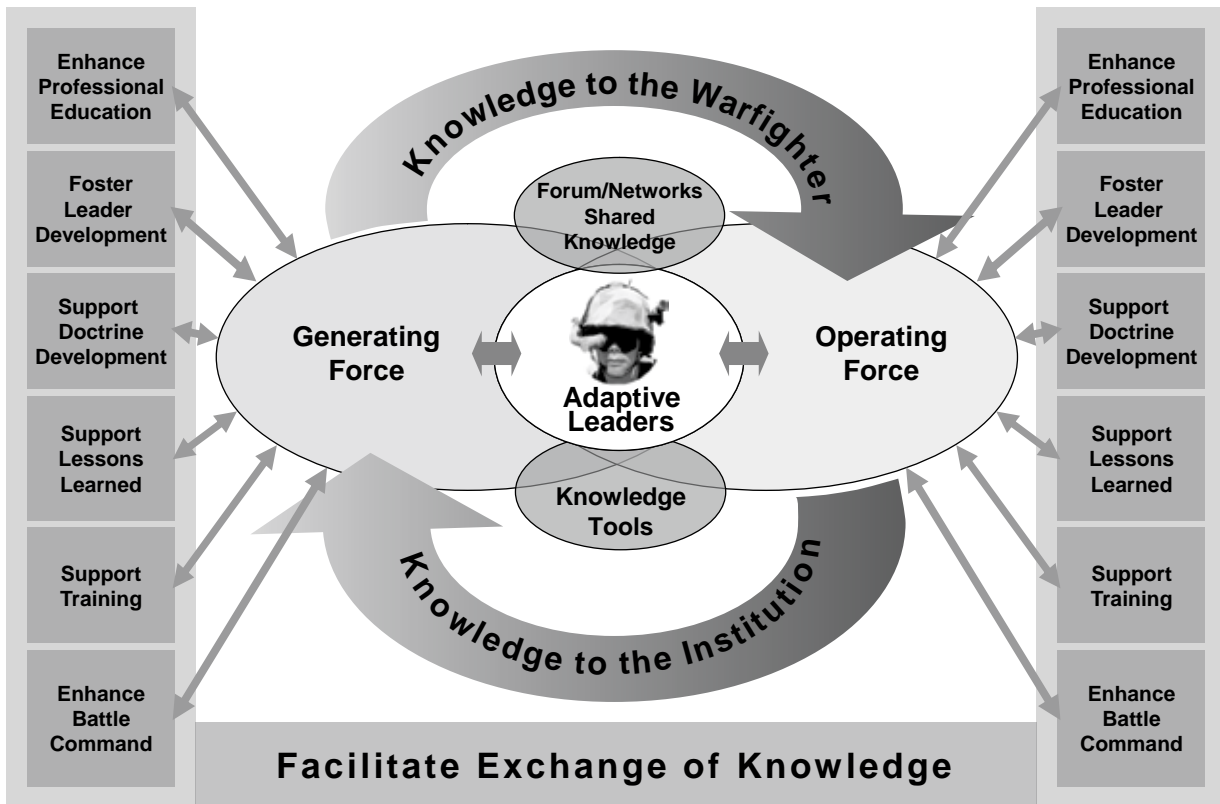 Enhance
Professional
Education
Foster
Leader
Development
Support
Doctrine
Development
Support
Lessons
Learned
Support
Training
Enhance
Battle
Command
Knowledge to the Warfighter
Forum/Networks
Shared
Knowledge
Generating
Force
Adaptive
Leaders
Operating
Force
Knowledge
Tools
Knowledge to the Institution
Enhance
Professional
Education
Foster
Leader
Development
Support
Doctrine
Development
Support
Lessons
Learned
Support
Training
Enhance
Battle
Command
Facilitate Exchange of Knowledge